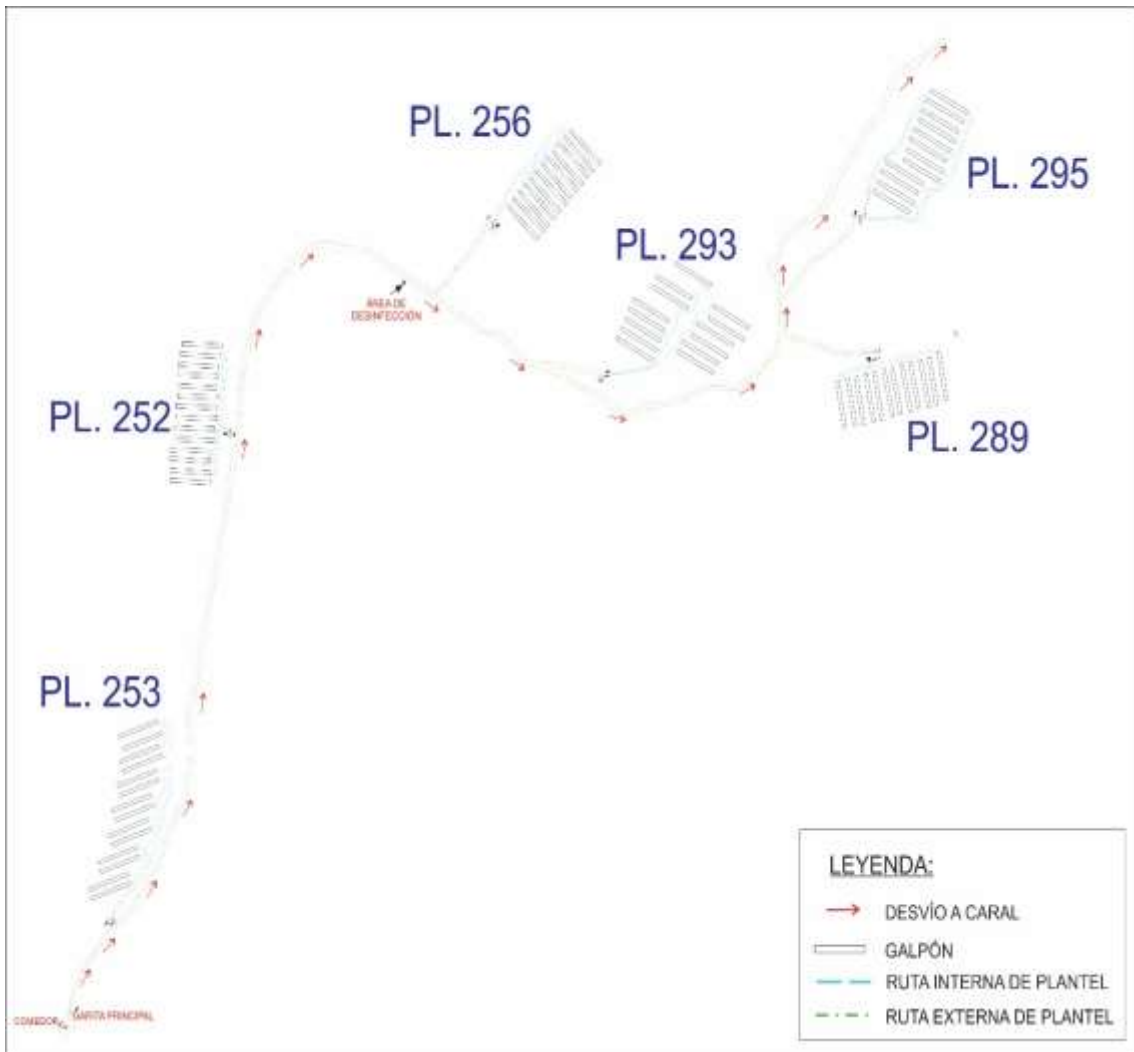 PL. 256
PL. 295
PL. 293
ÁREA DE
DESINFECCIÓN
PL. 252
PL. 289
PL. 253
LEYENDA:
DESVÍO A CARAL
GALPÓN
RUTA INTERNA DE PLANTEL
RUTA EXTERNA DE PLANTEL
COMEDOR
GARITA PRINCIPAL